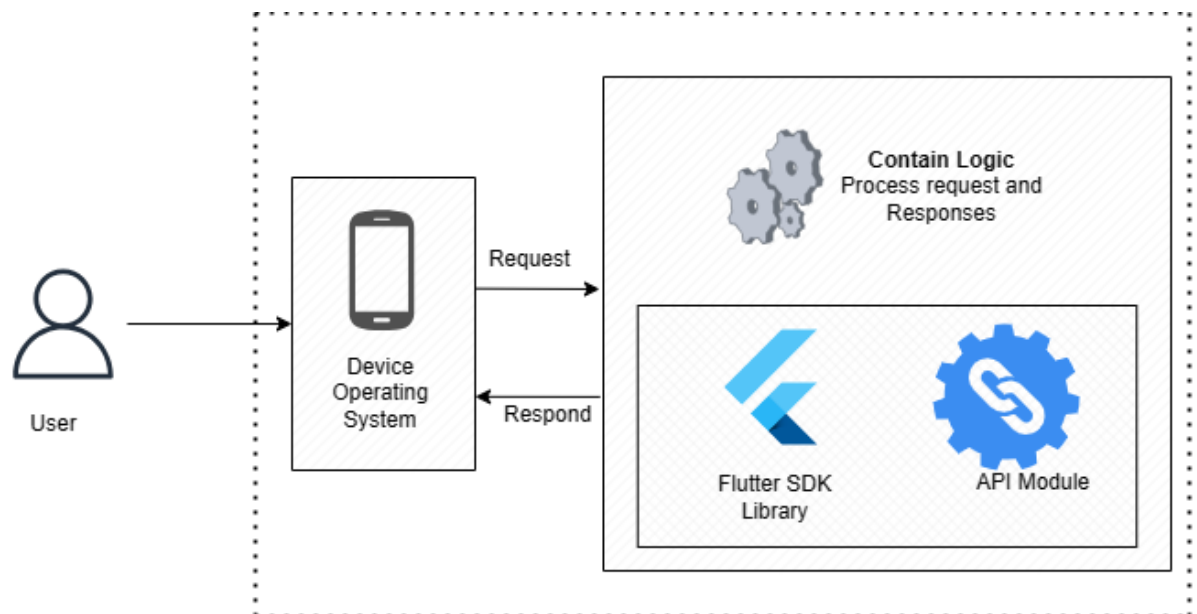 Contain Logic
Process request and
Responses
Request
Device
Operating
System
Respond
User
Flutter SDK
Library
API Module